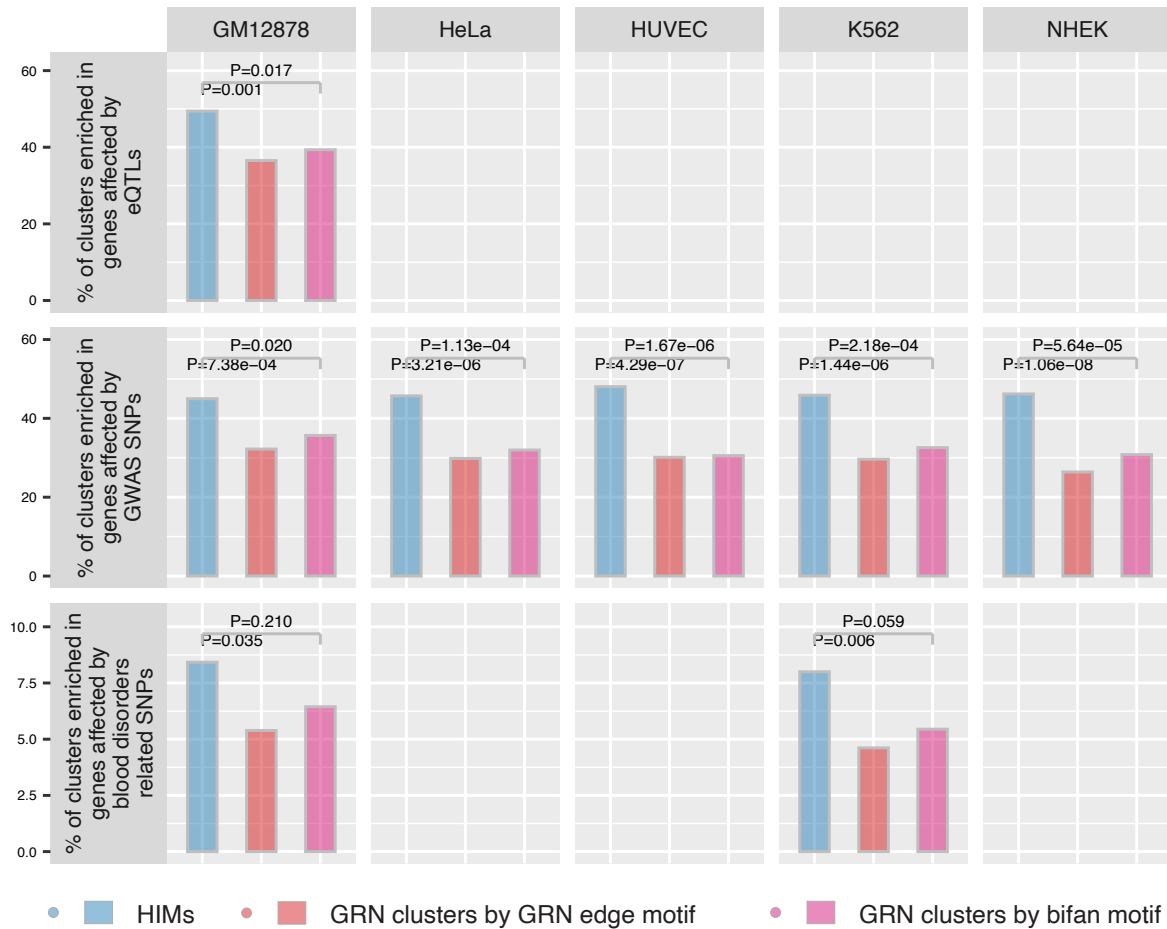 GM12878
HeLa
HUVEC
K562
NHEK
% of clusters enriched in
genes affected by
eQTLs
60
40
20
0
P=0.017
P=0.001
% of clusters enriched in
genes affected by
GWAS SNPs
60
40
20
0
P=0.020
P=7.38e−04
P=1.13e−04
P=3.21e−06
P=1.67e−06
P=4.29e−07
P=2.18e−04
P=1.44e−06
P=5.64e−05
P=1.06e−08
% of clusters enriched in
genes affected by
blood disorders
related SNPs
10.0
7.5
5.0
2.5
0.0
P=0.210
P=0.035
P=0.059
P=0.006
HIMs
GRN clusters by GRN edge motif
GRN clusters by bifan motif